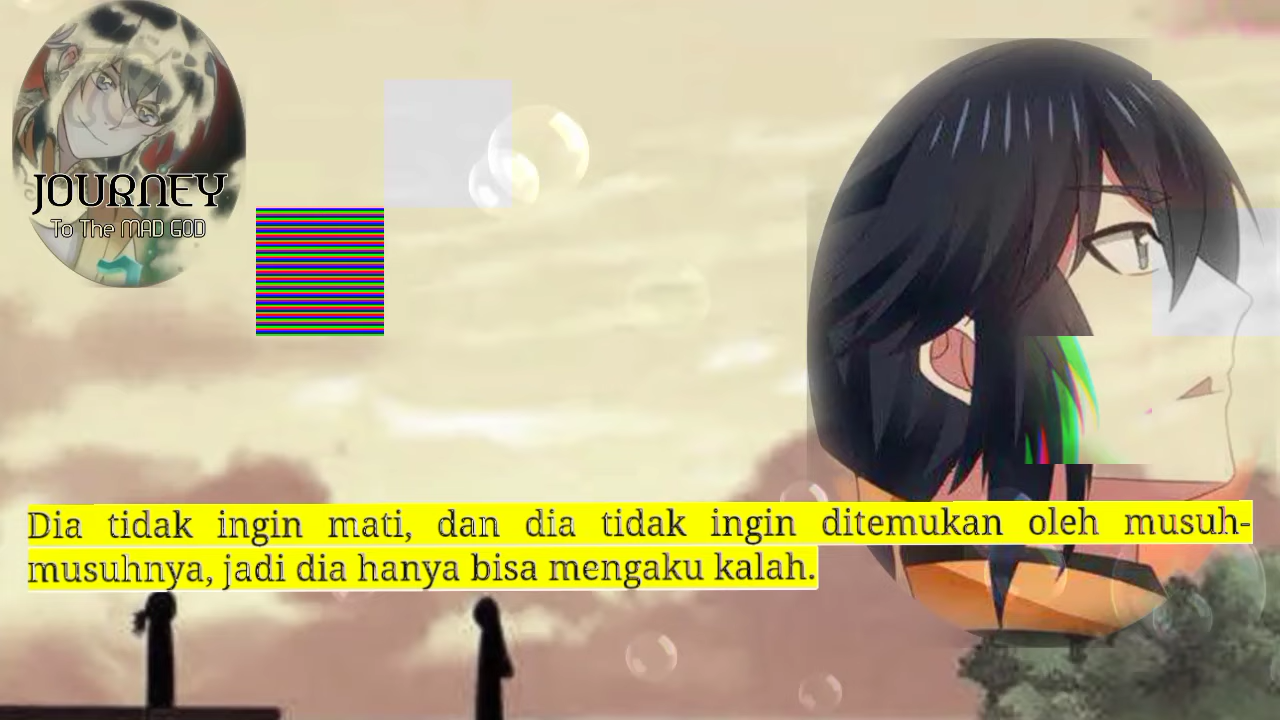 JOURNEY
To The MAD GOD
Dia tidak ingin mati, dan dia tidak ingin ditemukan oleh musuh-
musuhnya, jadi dia hanya bisa mengaku kalah.